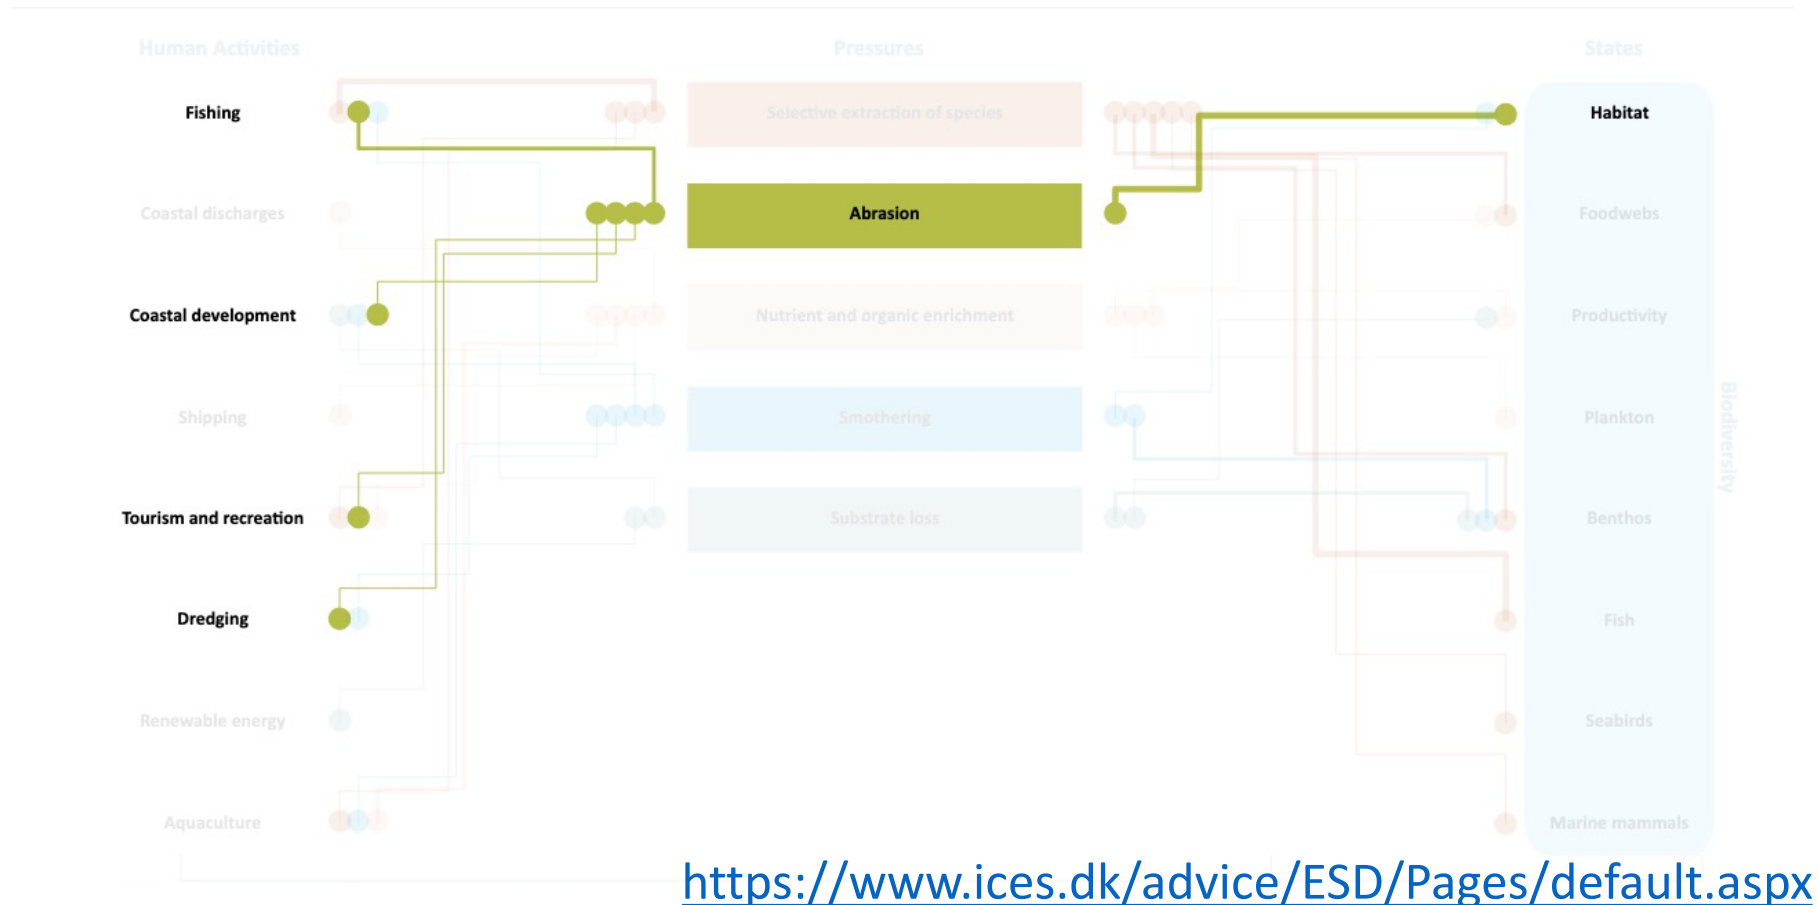 Human Activities
Pressures
States
Fishing
Selective extraction of species
Habitat
Coastal discharges
Abrasion
Foodwebs
Coastal development
Nutrient and organic enrichment
Productivity
Shipping
Smothering
Plankton
Biodiversity
Tourism and recreation
Substrate loss
Benthos
Dredging
Fish
Renewable energy
Seabirds
Aquaculture
Marine mammals
https://www.ices.dk/advice/ESD/Pages/default.aspx